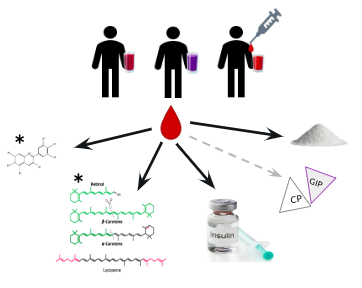 *
*
Retinol
β-Carotene
α-Carotene
Lycopene
Insulin
GIP
CP